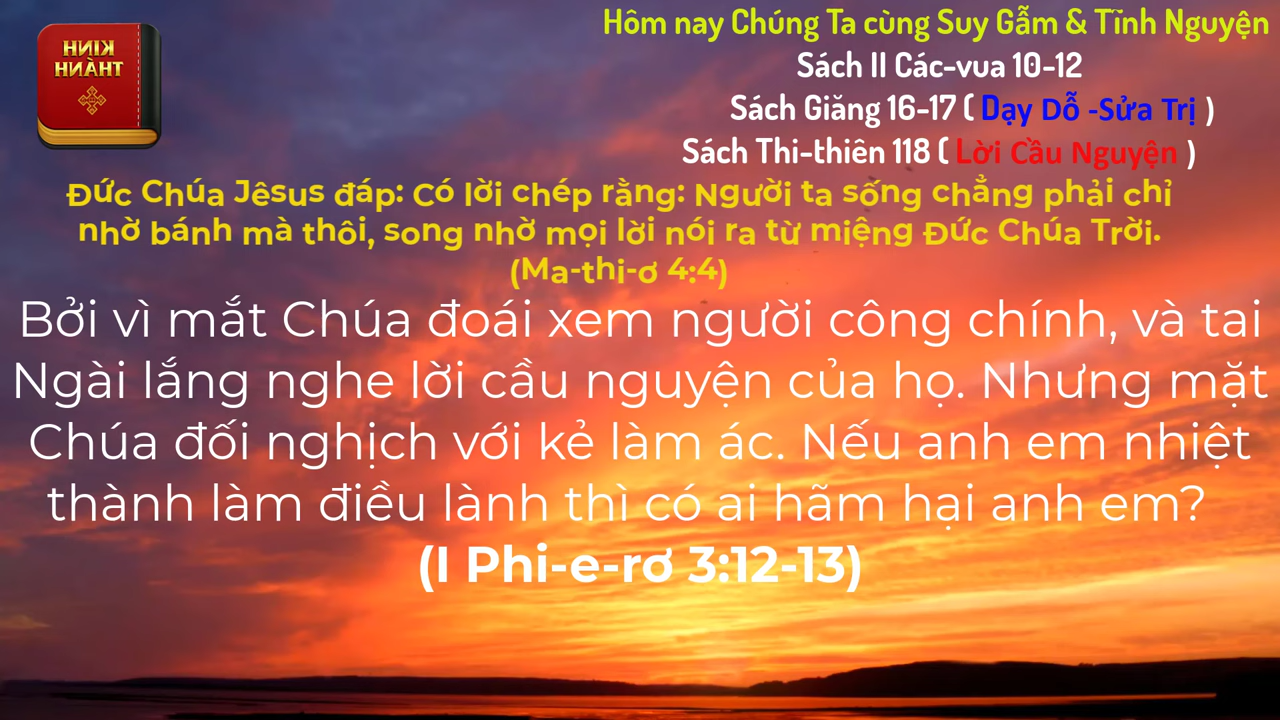 KINH
THÁNH
Hôm nay Chúng Ta cùng Suy Gẫm & Tĩnh Nguyện
Sách II Các-vua 10-12
Sách Giăng 16-17 ( Dạy Dỗ -Sửa Trị )
Sách Thi-thiên 118 ( Lời Cầu Nguyện )
Đức Chúa Jêsus đáp: Có lời chép rằng: Người ta sống chẳng phải chỉ
nhờ bánh mà thôi, song nhờ mọi lời nói ra từ miệng Đức Chúa Trời.
(Ma-thi-ơ 4:4)
Bởi vì mắt Chúa đoái xem người công chính, và tai
Ngài lắng nghe lời cầu nguyện của họ. Nhưng mặt
Chúa đối nghịch với kẻ làm ác. Nếu anh em nhiệt
thành làm điều lành thì có ai hãm hại anh em?
(I Phi-e-rơ 3:12-13)